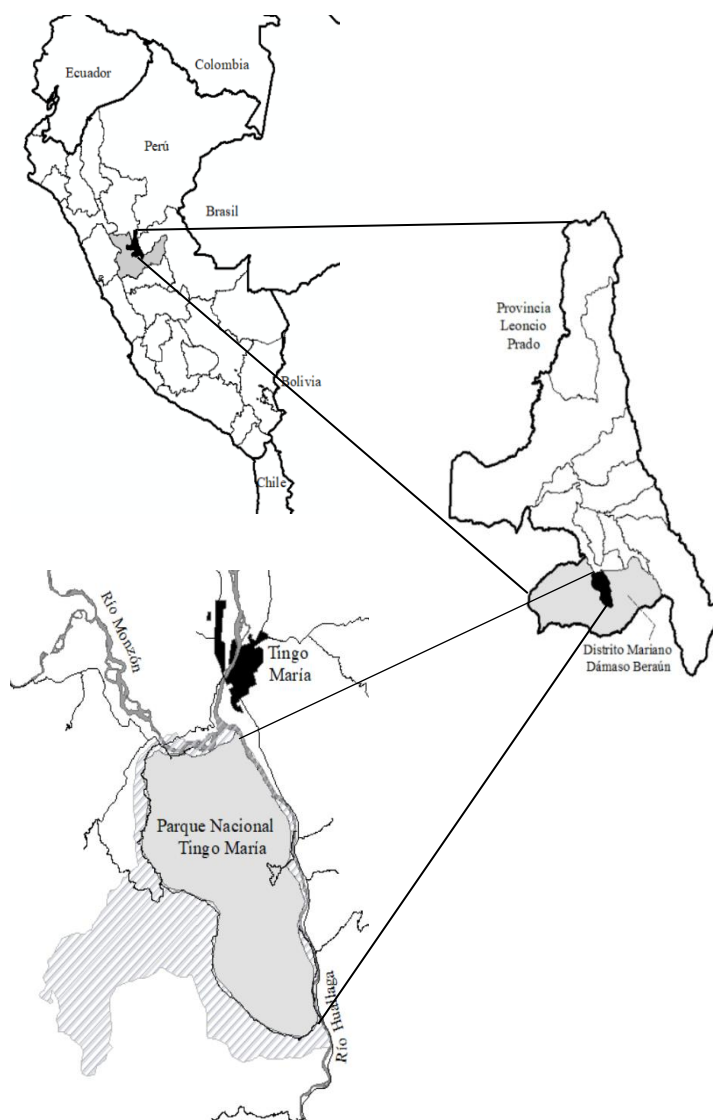 Colombia
Ecuador
Perú
Brasil
Bolivia
Chile
Provincia
Leoncio
Prado
Distrito Mariano
Dámaso Beraún
Río Monzón
Tingo
María
Parque Nacional
Tingo María
Río Huallaga